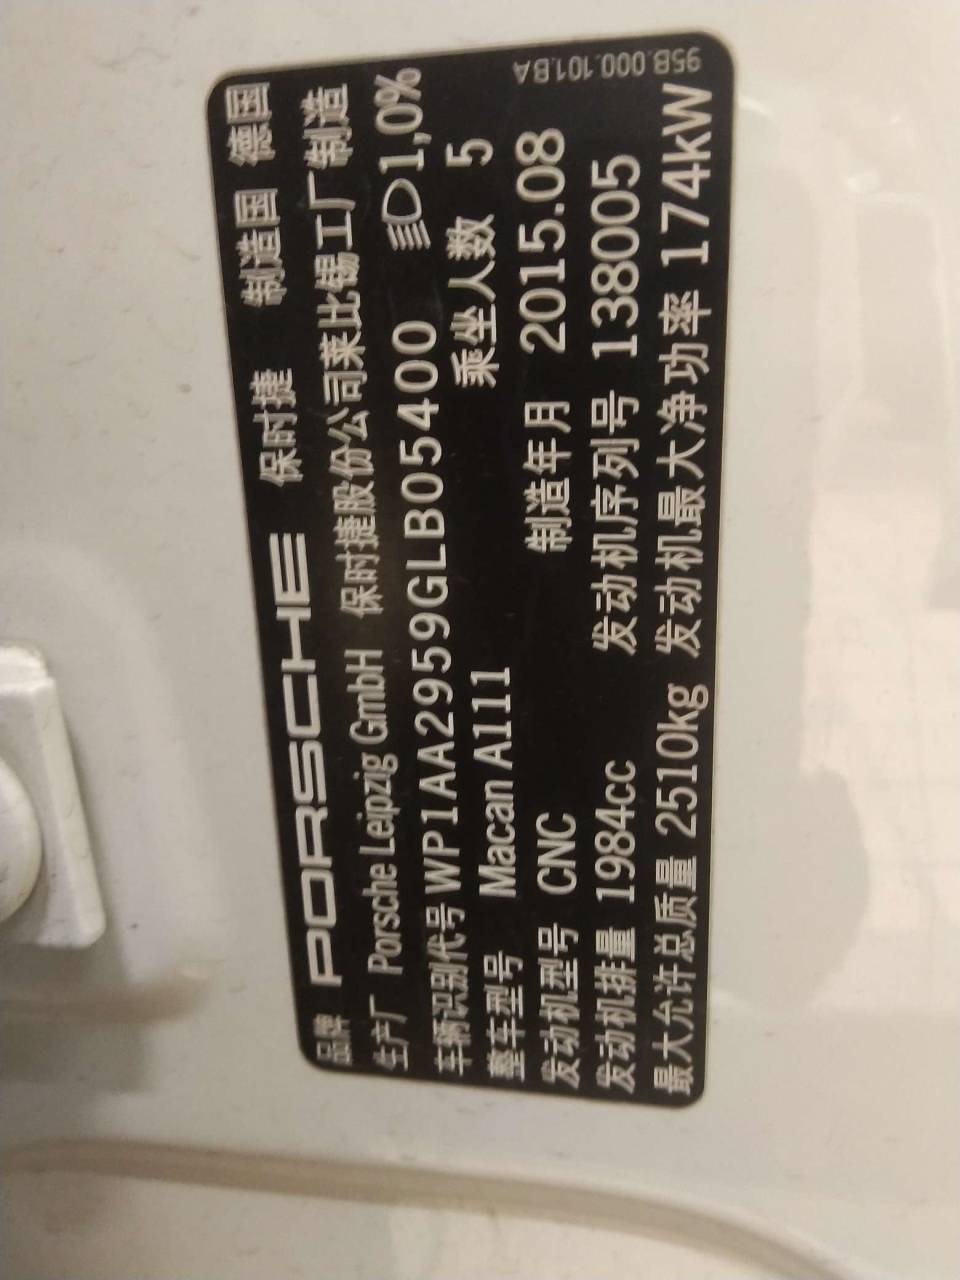 品牌 PORSCHE 保时捷 制造国 德国
生产厂 Porsche Leipzig GmbH 保时捷股份公司莱比锡工厂制造
车辆识别代号 WP1AA2959GLB05400 1,0%
整车型号 Macan A111 乘坐人数 5
发动机型号 CNC 制造年月 2015.08
发动机排量 1984cc 发动机序列号 138005
最大允许总质量 2510kg 发动机最大净功率 174kW
95B.000.101.BA